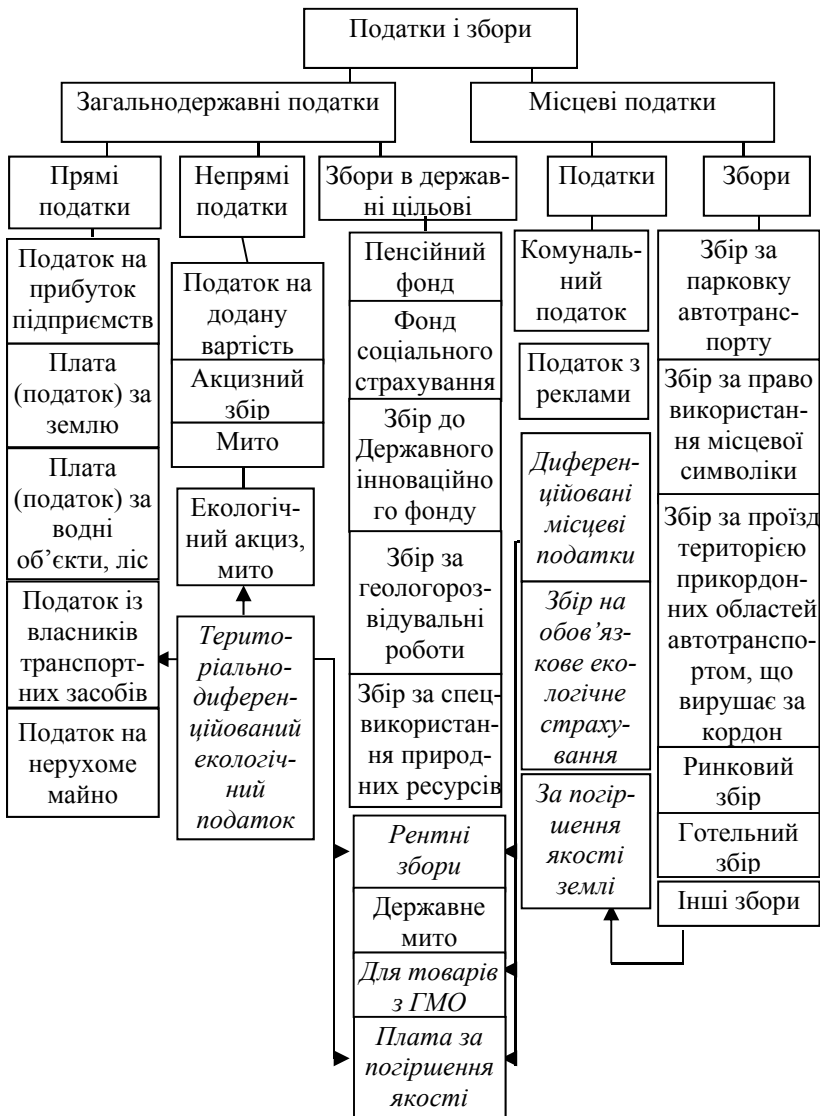 Податки і збори
Загальнодержавні податки
Місцеві податки
Прямі
податки
Непрямі
податки
Збори в держав-
ні цільові
Податки
Збори
Податок на
прибуток
підприємств
Плата
(податок) за
землю
Плата
(податок) за
водні
об’єкти, ліс
Податок із
власників
транспорт-
них засобів
Податок на
нерухоме
майно
Податок на
додану
вартість
Акцизний
збір
Мито
Екологіч-
ний акциз,
мито
Терито-
ріально-
диферен-
ційований
екологіч-
ний
податок
Пенсійний
фонд
Фонд
соціального
страхування
Збір до
Державного
інноваційно
го фонду
Збір за
геологороз-
відувальні
роботи
Збір за спец-
використан-
ня природ-
них ресурсів
Рентні
збори
Державне
мито
Для товарів
з ГМО
Плата за
погіршення
якості
Комуналь-
ний
податок
Податок з
реклами
Диферен-
ційовані
місцеві
податки
Збір на
обов’яз-
кове еко-
логічне
страху-
вання
За погір-
шення
якості
землі
Збір за
парковку
автотранс-
порту
Збір за право
використан-
ня місцевої
символіки
Збір за проїзд
територією
прикордон-
них областей
автотранспо-
ртом, що
вирушає за
кордон
Ринковий
збір
Готельний
збір
Інші збори